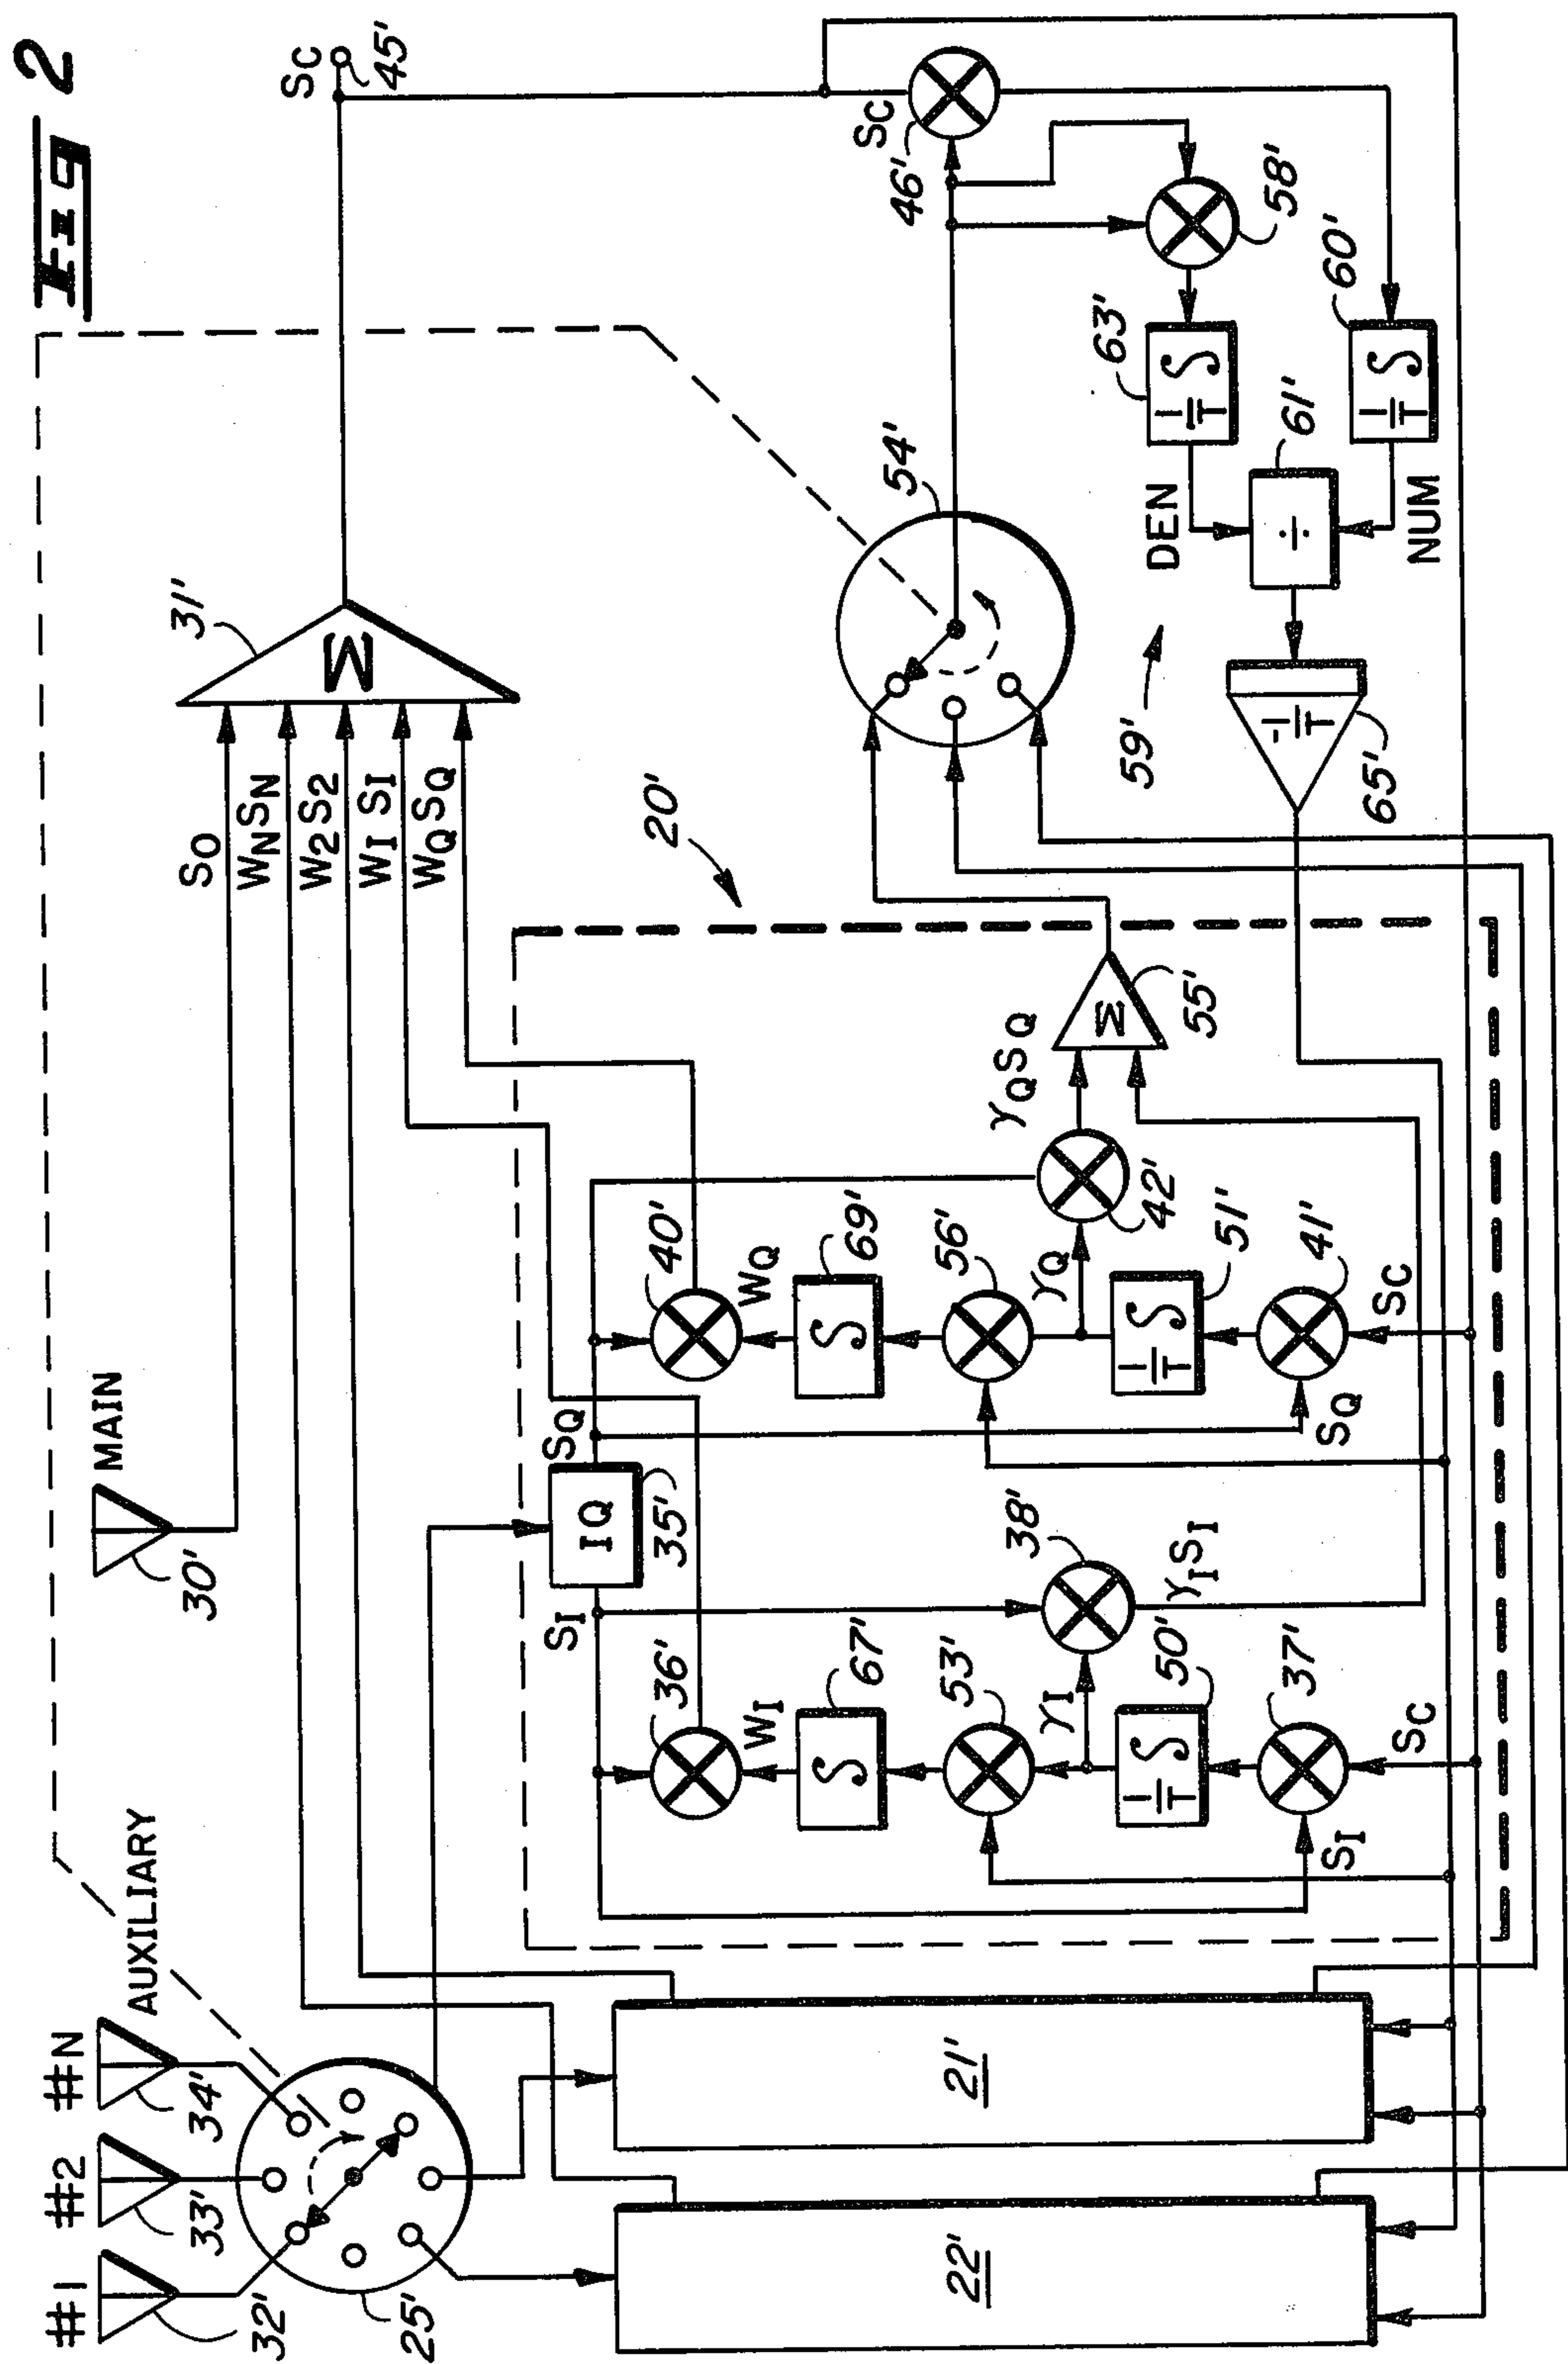 Fig 2
#1
#2
#N
AUXILIARY
MAIN
32'
33'
34'
30'
25'
S0
WNSN
W2S2
WI SI
WQSQ
31'
Σ
SC
45'
20'
IQ
35'
SI
SQ
36'
40'
WI
WQ
67'
∫
69'
∫
53'
56'
γI
γQ
38'
42'
γISI
γQSQ
50'
1/T ∫
51'
1/T ∫
37'
41'
SI
SC
SQ
SC
Σ
55'
54'
SC
46'
58'
63'
1/T ∫
60'
1/T ∫
DEN
61'
÷
NUM
59'
-1/T
65'
22'
21'